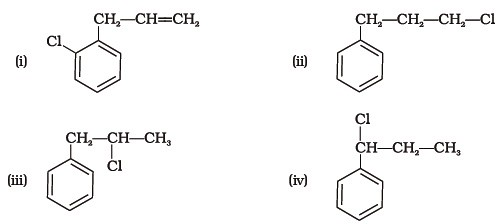 CH₂—CH=CH₂
Cl
(i)
CH₂—CH₂—CH₂—Cl
(ii)
CH₂—CH—CH₃
Cl
(iii)
Cl
CH—CH₂—CH₃
(iv)